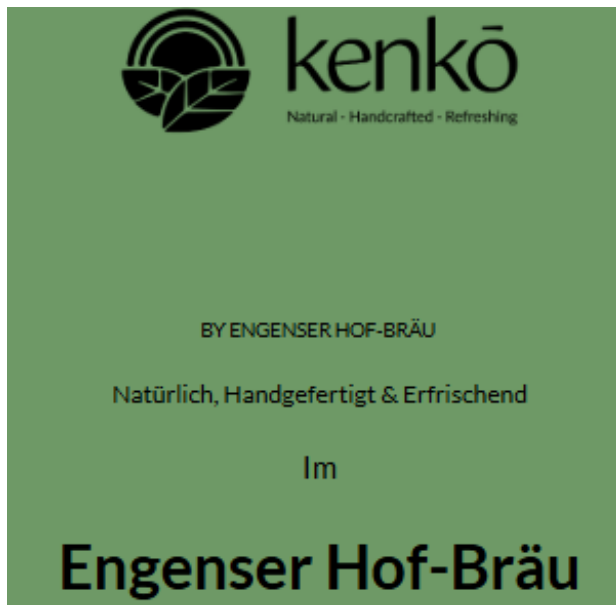 kenkō
Natural - Handcrafted - Refreshing
BY ENGENSER HOF-BRÄU
Natürlich, Handgefertigt & Erfrischend
Im
Engenser Hof-Bräu